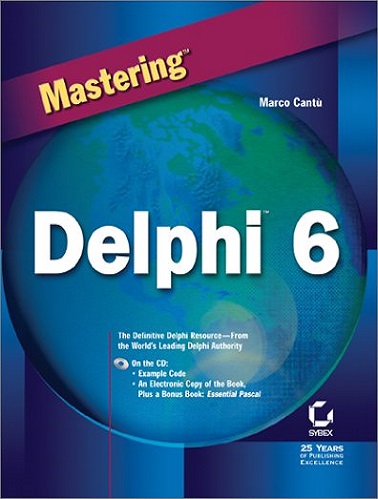 Mastering™
Marco Cantù
Delphi™ 6
The Definitive Delphi Resource—From
the World's Leading Delphi Authority
On the CD:
• Example Code
• An Electronic Copy of the Book,
Plus a Bonus Book: Essential Pascal
SYBEX
25 YEARS
OF PUBLISHING
EXCELLENCE